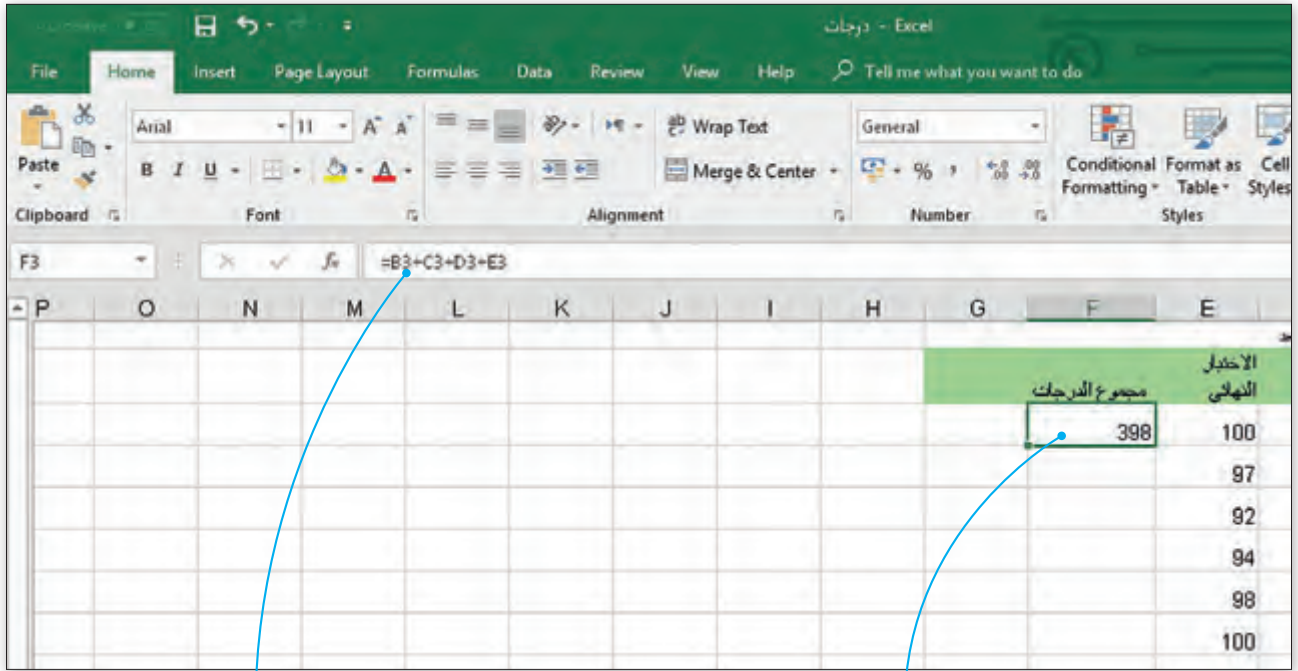 درجات - Excel
File Home Insert Page Layout Formulas Data Review View Help Tell me what you want to do
Arial 11 A A ab Wrap Text General
Paste B I U A Merge & Center % , Conditional Formatting Format as Table Cell Styles
Clipboard Font Alignment Number Styles
F3 fx =B3+C3+D3+E3
P O N M L K J I H G F E
الاختبار
النهائي مجموع الدرجات
398 100
97
92
94
98
100